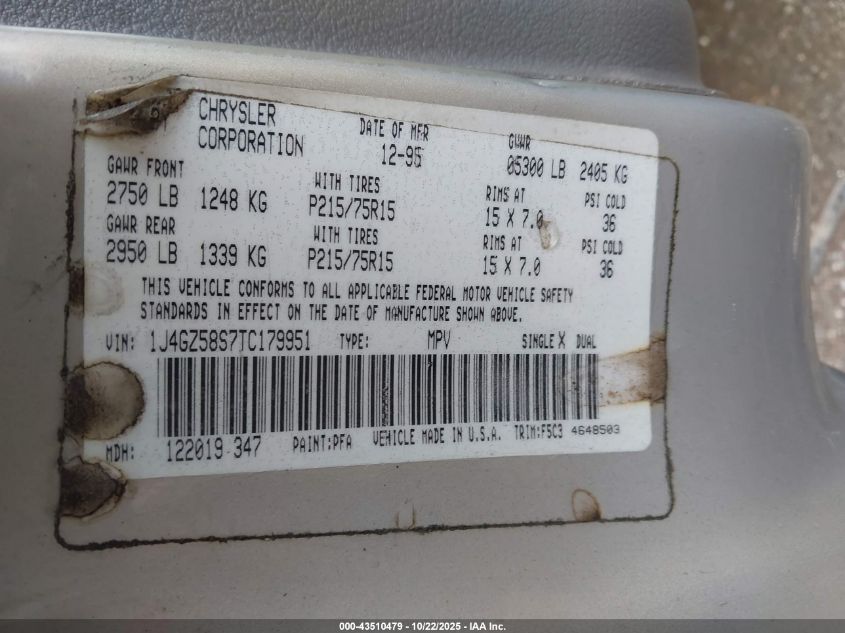 CHRYSLER CORPORATION DATE OF MFR 12-95 GVWR 05300 LB 2405 KG
GAWR FRONT WITH TIRES RIMS AT PSI COLD
2750 LB 1248 KG P215/75R15 15 X 7.0 36
GAWR REAR WITH TIRES RIMS AT PSI COLD
2950 LB 1339 KG P215/75R15 15 X 7.0 36
THIS VEHICLE CONFORMS TO ALL APPLICABLE FEDERAL MOTOR VEHICLE SAFETY
STANDARDS IN EFFECT ON THE DATE OF MANUFACTURE SHOWN ABOVE.
VIN: 1J4GZ58S7TC179951 TYPE: MPV SINGLE X DUAL
MDH: 122019 347 PAINT:PFA VEHICLE MADE IN U.S.A. TRIM:F5C3 4648503
000-43510479 - 10/22/2025 - IAA Inc.